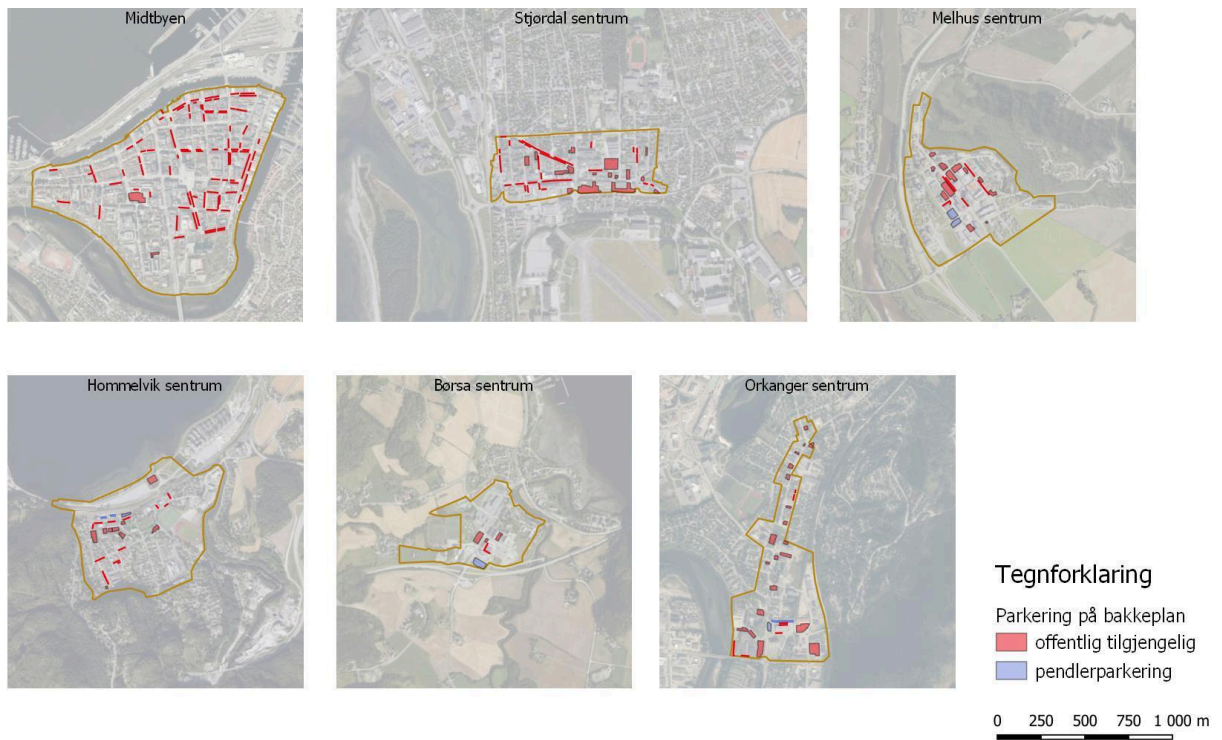 Midtbyen
Stjørdal sentrum
Melhus sentrum
Hommelvik sentrum
Børsa sentrum
Orkanger sentrum
Tegnforklaring
Parkering på bakkeplan
offentlig tilgjengelig
pendlerparkering
0 250 500 750 1 000 m